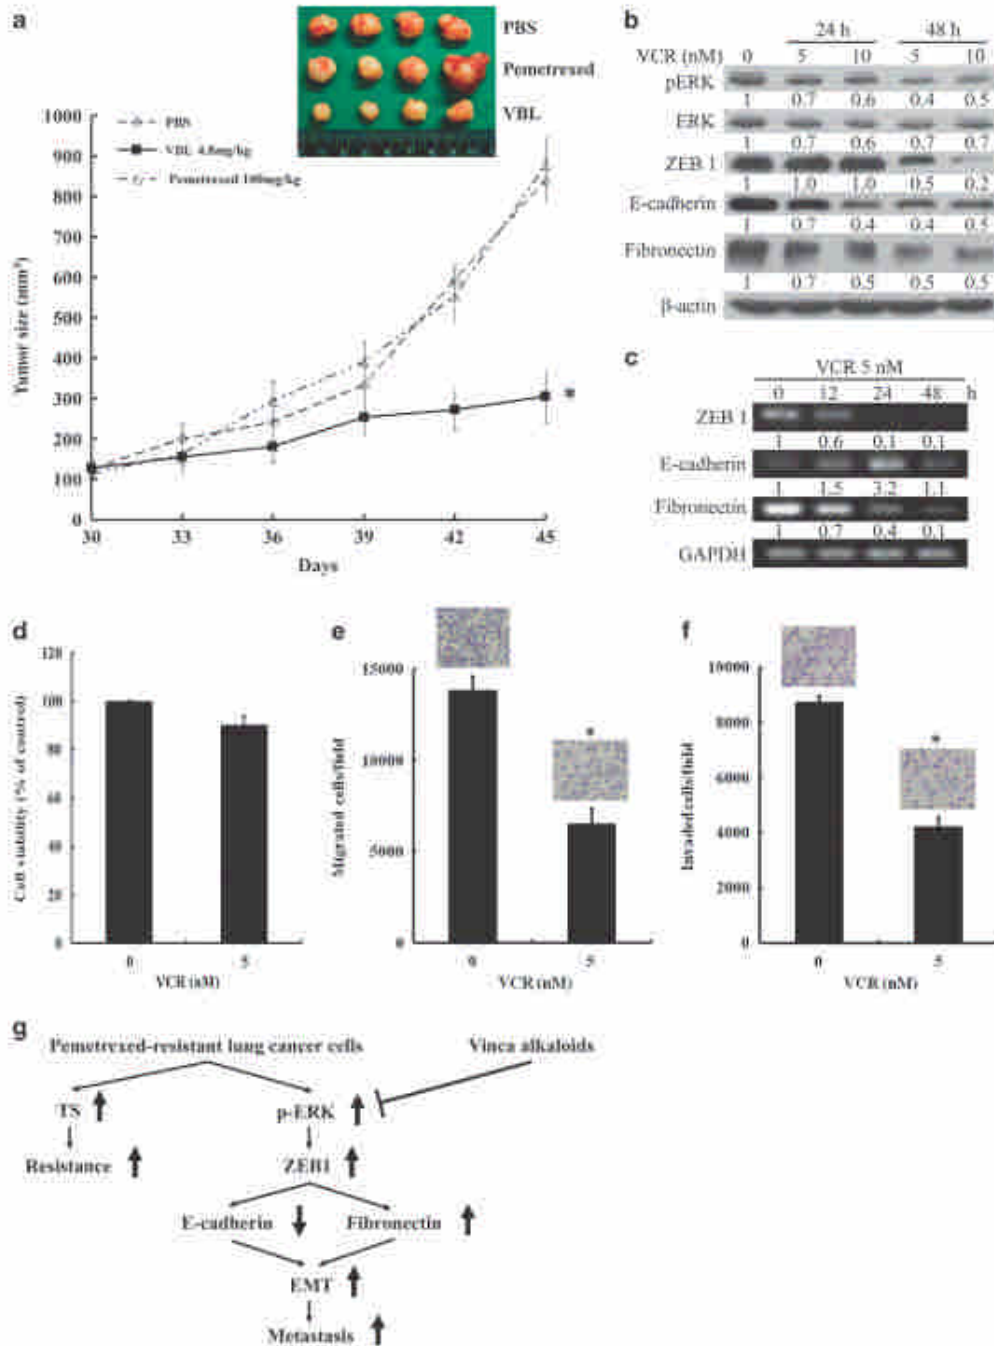 a
PBS
Pemetrexed
VBL
PBS
VBL 4.8mg/kg
Pemetrexed 100mg/kg
1000
900
800
700
600
500
400
300
200
100
0
Tumor size (mm³)
*
30 33 36 39 42 45
Days
b
24 h 48 h
VCR (nM) 0 5 10 5 10
pERK
1 0.7 0.6 0.4 0.5
ERK
1 0.7 0.6 0.7 0.7
ZEB 1
1 1.0 1.0 0.5 0.2
E-cadherin
1 0.7 0.4 0.4 0.5
Fibronectin
1 0.7 0.5 0.5 0.5
β-actin
c
VCR 5 nM
0 12 24 48 h
ZEB 1
1 0.6 0.1 0.1
E-cadherin
1 1.5 3.2 1.1
Fibronectin
1 0.7 0.4 0.1
GAPDH
d
120
100
80
60
40
20
0
Cell viability (% of control)
0 5
VCR (nM)
e
15000
10000
5000
0
Migrated cells/field
*
0 5
VCR (nM)
f
10000
8000
6000
4000
2000
0
Invaded cells/field
*
0 5
VCR (nM)
g
Pemetrexed-resistant lung cancer cells Vinca alkaloids
TS p-ERK
Resistance ZEB1
E-cadherin Fibronectin
EMT
Metastasis